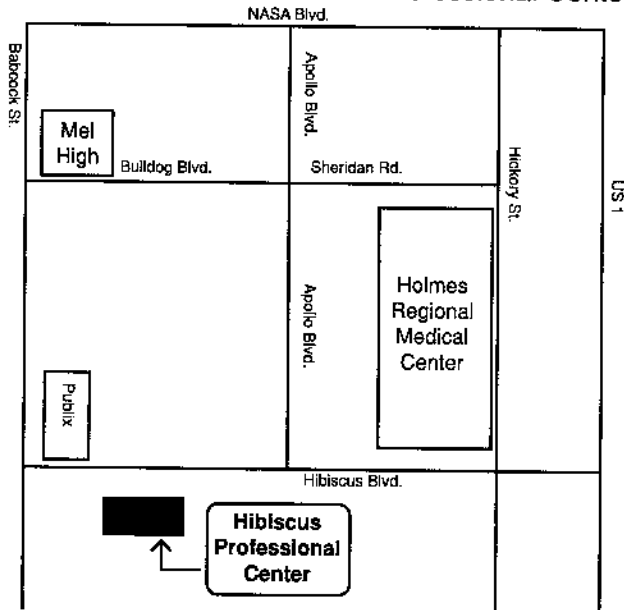 NASA Blvd.
Babcock St.
Apollo Blvd.
Mel
High
Bulldog Blvd.
Sheridan Rd.
Hickory St.
US 1
Holmes
Regional
Medical
Center
Apollo Blvd.
Publix
Hibiscus Blvd.
Hibiscus
Professional
Center